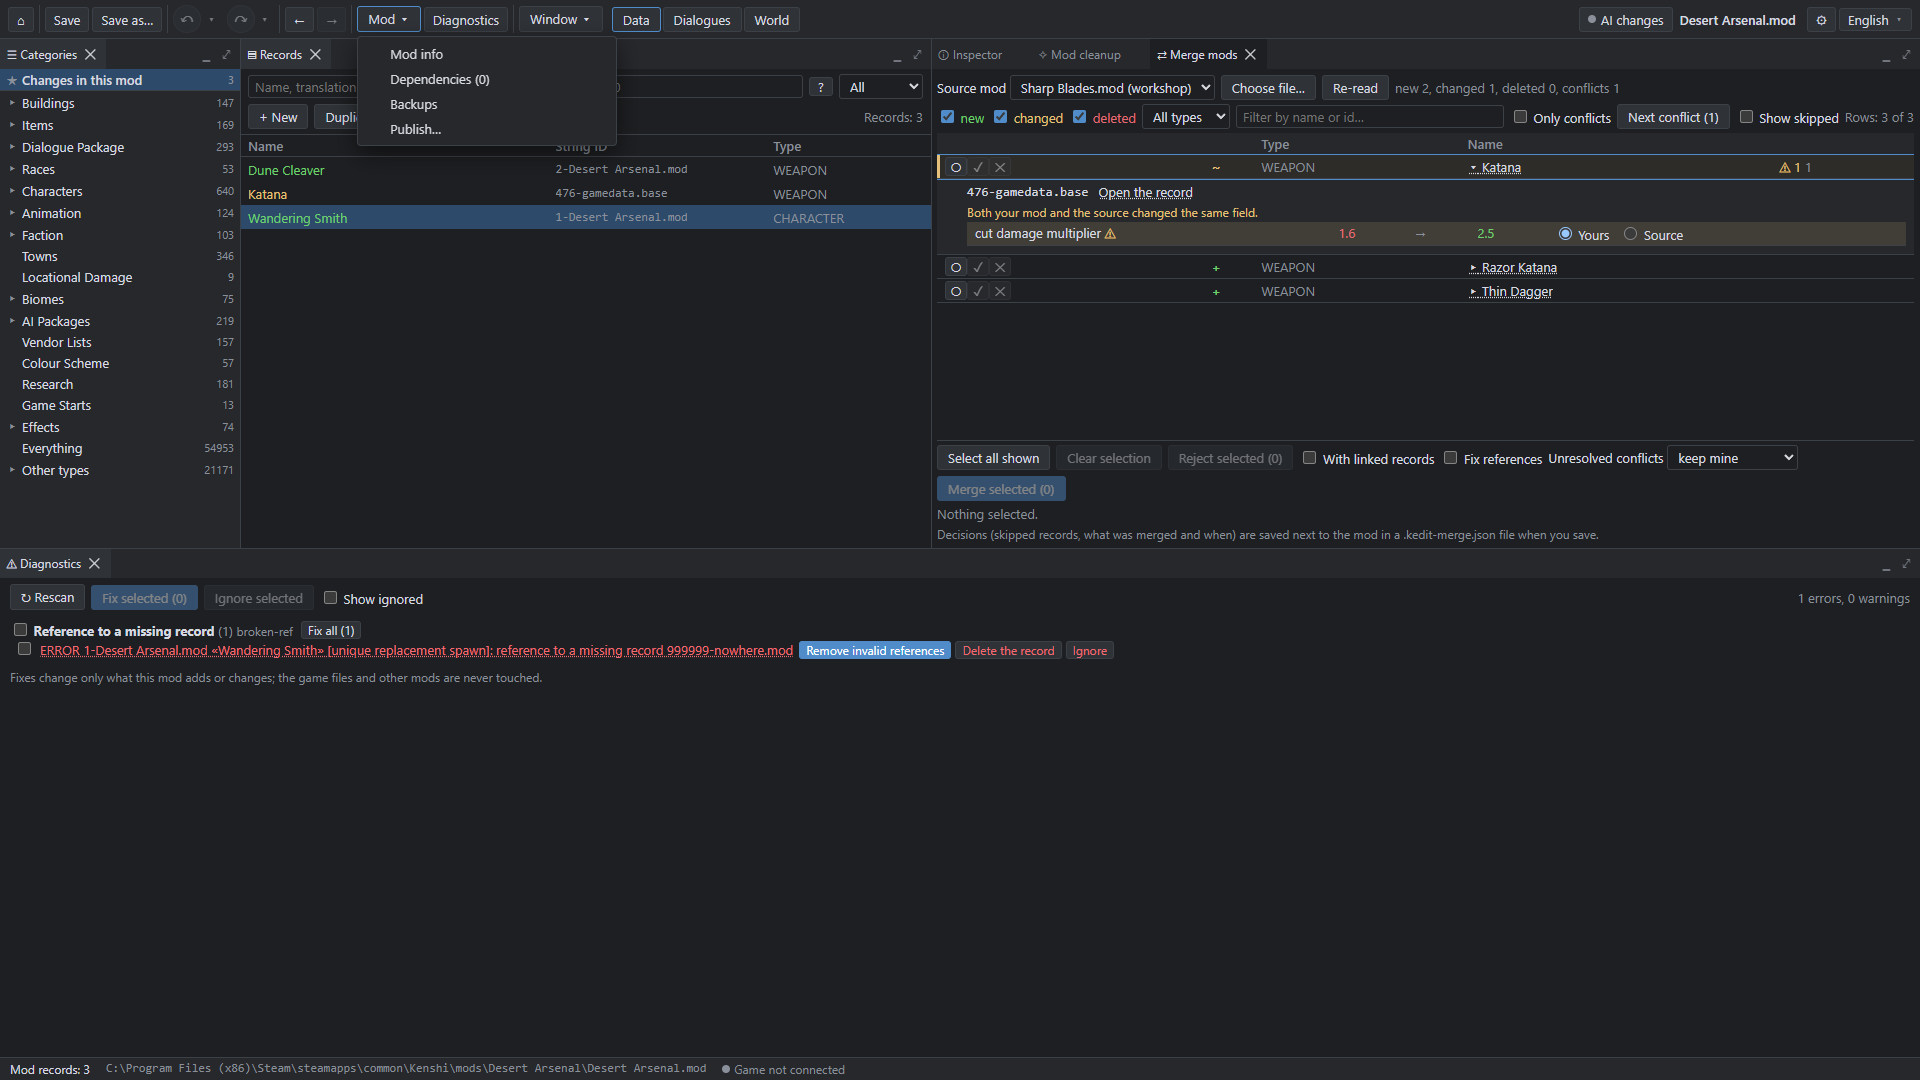 Save
Save as...
Mod
Diagnostics
Window
Data
Dialogues
World
AI changes
Desert Arsenal.mod
English
Categories
Records
Inspector
Mod cleanup
Merge mods
Mod info
Dependencies (0)
Backups
Publish...
Changes in this mod 3
Buildings 147
Items 169
Dialogue Package 293
Races 53
Characters 640
Animation 124
Faction 103
Towns 346
Locational Damage 9
Biomes 75
AI Packages 219
Vendor Lists 157
Colour Scheme 57
Research 181
Game Starts 13
Effects 74
Everything 54953
Other types 21171
Name, translation
?
All
+ New
Dupli
Records: 3
Name String ID Type
Dune Cleaver 2-Desert Arsenal.mod WEAPON
Katana 476-gamedata.base WEAPON
Wandering Smith 1-Desert Arsenal.mod CHARACTER
Source mod Sharp Blades.mod (workshop) Choose file... Re-read new 2, changed 1, deleted 0, conflicts 1
new changed deleted All types Filter by name or id... Only conflicts Next conflict (1) Show skipped Rows: 3 of 3
Type Name
~ WEAPON Katana 1 1
476-gamedata.base Open the record
Both your mod and the source changed the same field.
cut damage multiplier 1.6 → 2.5 Yours Source
+ WEAPON Razor Katana
+ WEAPON Thin Dagger
Select all shown Clear selection Reject selected (0) With linked records Fix references Unresolved conflicts keep mine
Merge selected (0)
Nothing selected.
Decisions (skipped records, what was merged and when) are saved next to the mod in a .kedit-merge.json file when you save.
Diagnostics
Rescan Fix selected (0) Ignore selected Show ignored 1 errors, 0 warnings
Reference to a missing record (1) broken-ref Fix all (1)
ERROR 1-Desert Arsenal.mod «Wandering Smith» [unique replacement spawn]: reference to a missing record 999999-nowhere.mod Remove invalid references Delete the record Ignore
Fixes change only what this mod adds or changes; the game files and other mods are never touched.
Mod records: 3 C:\Program Files (x86)\Steam\steamapps\common\Kenshi\mods\Desert Arsenal\Desert Arsenal.mod Game not connected